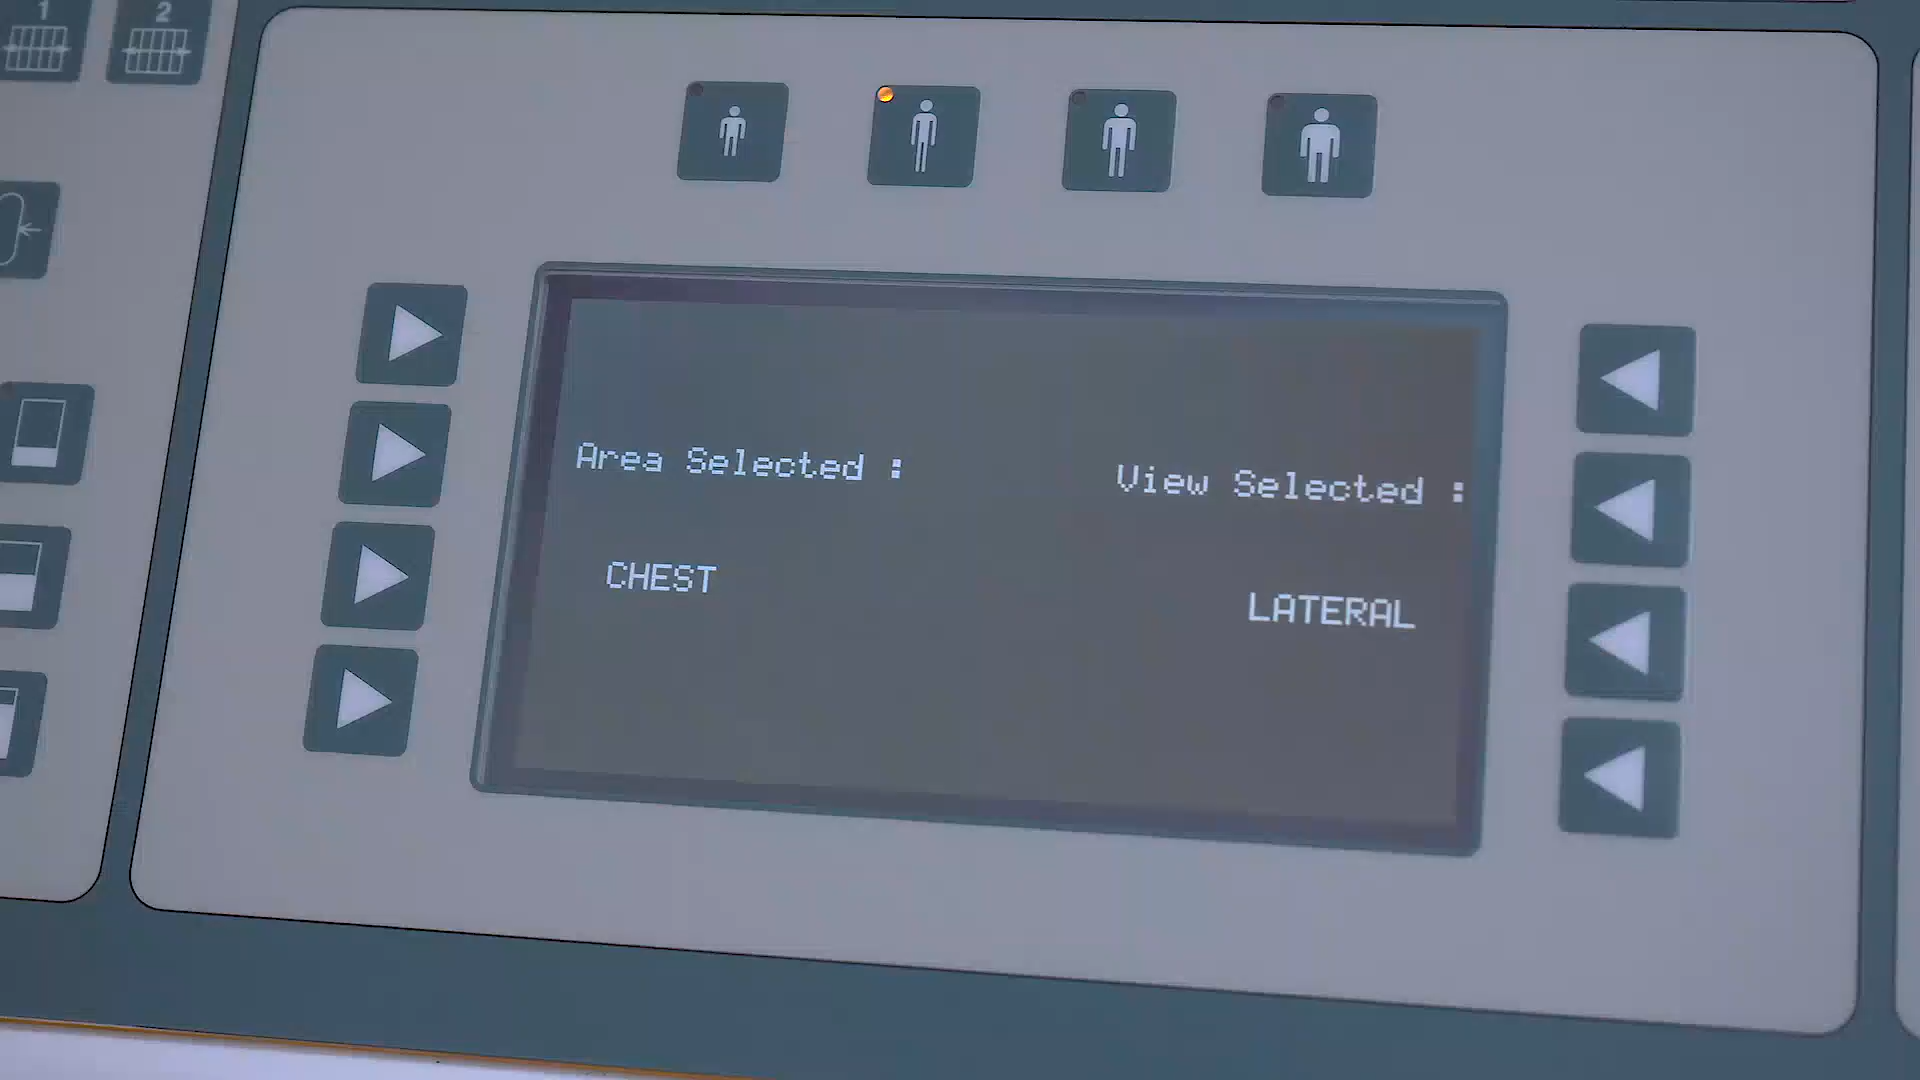 1
2
Area Selected :
View Selected :
CHEST
LATERAL